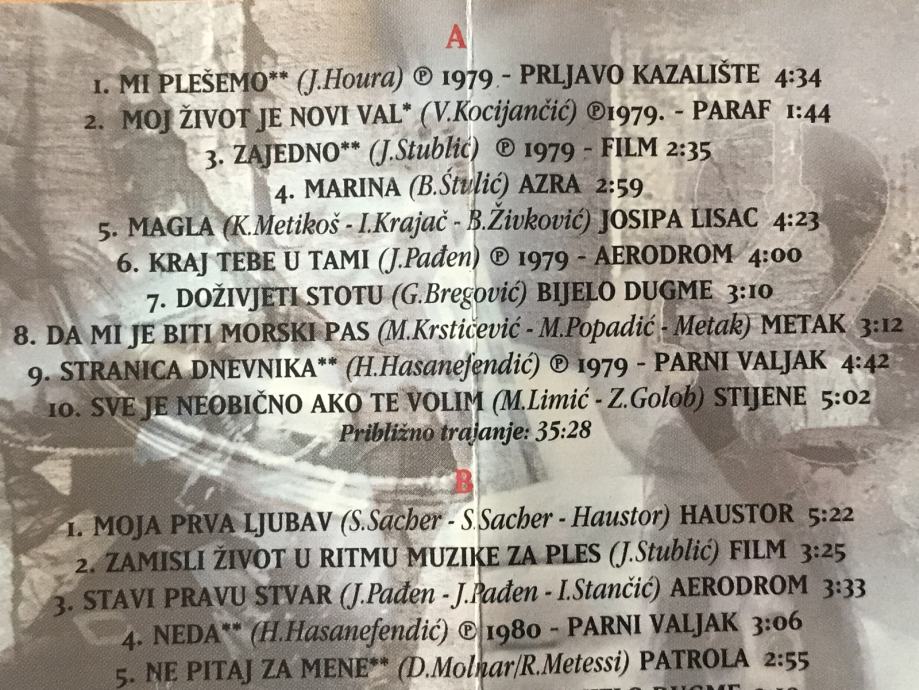 A
1. MI PLEŠEMO** (J.Houra) ℗ 1979 - PRLJAVO KAZALIŠTE 4:34
2. MOJ ŽIVOT JE NOVI VAL* (V.Kocijančić) ℗1979. - PARAF 1:44
3. ZAJEDNO** (J.Stublić) ℗ 1979 - FILM 2:35
4. MARINA (B.Štulić) AZRA 2:59
5. MAGLA (K.Metikoš - I.Krajač - B.Živković) JOSIPA LISAC 4:23
6. KRAJ TEBE U TAMI (J.Pađen) ℗ 1979 - AERODROM 4:00
7. DOŽIVJETI STOTU (G.Bregović) BIJELO DUGME 3:10
8. DA MI JE BITI MORSKI PAS (M.Krstićević - M.Popadić - Metak) METAK 3:12
9. STRANICA DNEVNIKA** (H.Hasanefendić) ℗ 1979 - PARNI VALJAK 4:42
10. SVE JE NEOBIČNO AKO TE VOLIM (M.Limić - Z.Golob) STIJENE 5:02
Približno trajanje: 35:28
B
1. MOJA PRVA LJUBAV (S.Sacher - S.Sacher - Haustor) HAUSTOR 5:22
2. ZAMISLI ŽIVOT U RITMU MUZIKE ZA PLES (J.Stublić) FILM 3:25
3. STAVI PRAVU STVAR (J.Pađen - J.Pađen - I.Stančić) AERODROM 3:33
4. NEDA** (H.Hasanefendić) ℗ 1980 - PARNI VALJAK 3:06
5. NE PITAJ ZA MENE** (D.Molnar/R.Metessi) PATROLA 2:55